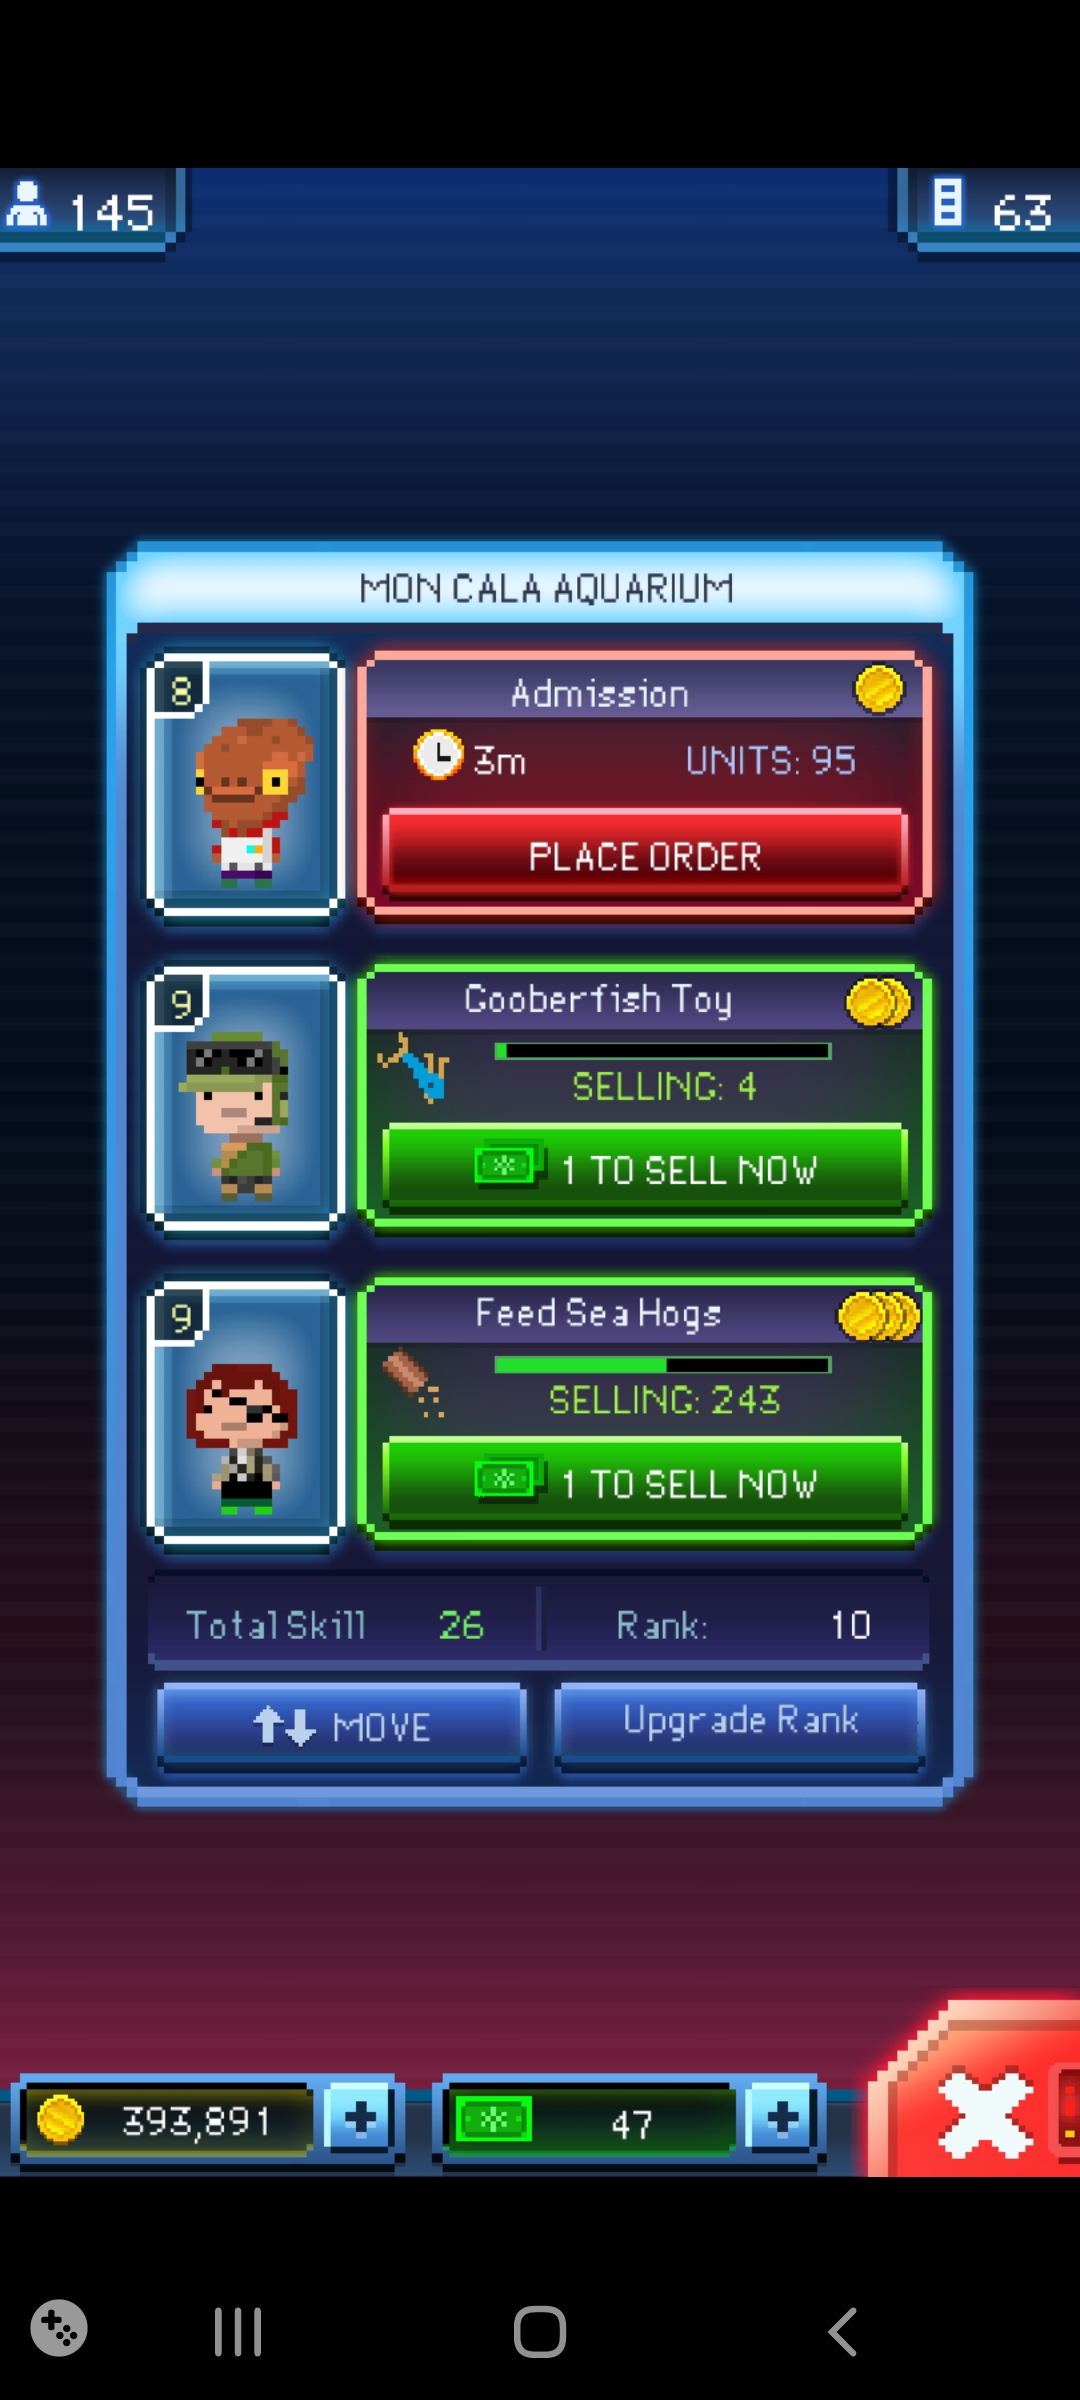 145
63
MON CALA AQUARIUM
8
Admission
3m
UNITS: 95
PLACE ORDER
9
Gooberfish Toy
SELLING: 4
1 TO SELL NOW
9
Feed Sea Hogs
SELLING: 243
1 TO SELL NOW
Total Skill 26
Rank: 10
MOVE
Upgrade Rank
393,891
47